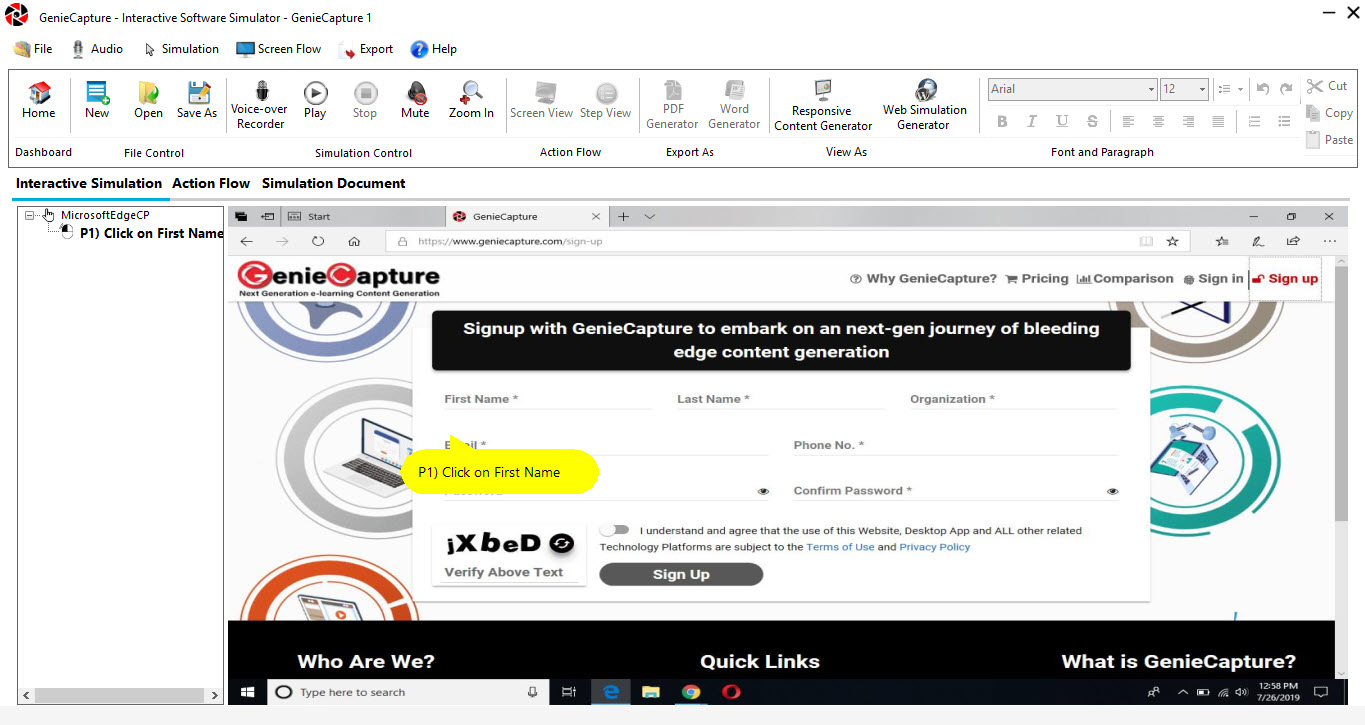 GenieCapture - Interactive Software Simulator - GenieCapture 1
File Audio Simulation Screen Flow Export Help
Home New Open Save As Voice-over Recorder Play Stop Mute Zoom In Screen View Step View PDF Generator Word Generator Responsive Content Generator Web Simulation Generator
Arial 12 Cut
B I U S Copy
Paste
Dashboard File Control Simulation Control Action Flow Export As View As Font and Paragraph
Interactive Simulation Action Flow Simulation Document
MicrosoftEdgeCP
P1) Click on First Name
Start GenieCapture
https://www.geniecapture.com/sign-up
GenieCapture
Next Generation e-learning Content Generation
Why GenieCapture? Pricing Comparison Sign in Sign up
Signup with GenieCapture to embark on an next-gen journey of bleeding
edge content generation
First Name * Last Name * Organization *
Phone No. *
P1) Click on First Name
Confirm Password *
jXbeD
Verify Above Text
I understand and agree that the use of this Website, Desktop App and ALL other related
Technology Platforms are subject to the Terms of Use and Privacy Policy
Sign Up
Who Are We? Quick Links What is GenieCapture?
Type here to search
12:58 PM
7/26/2019